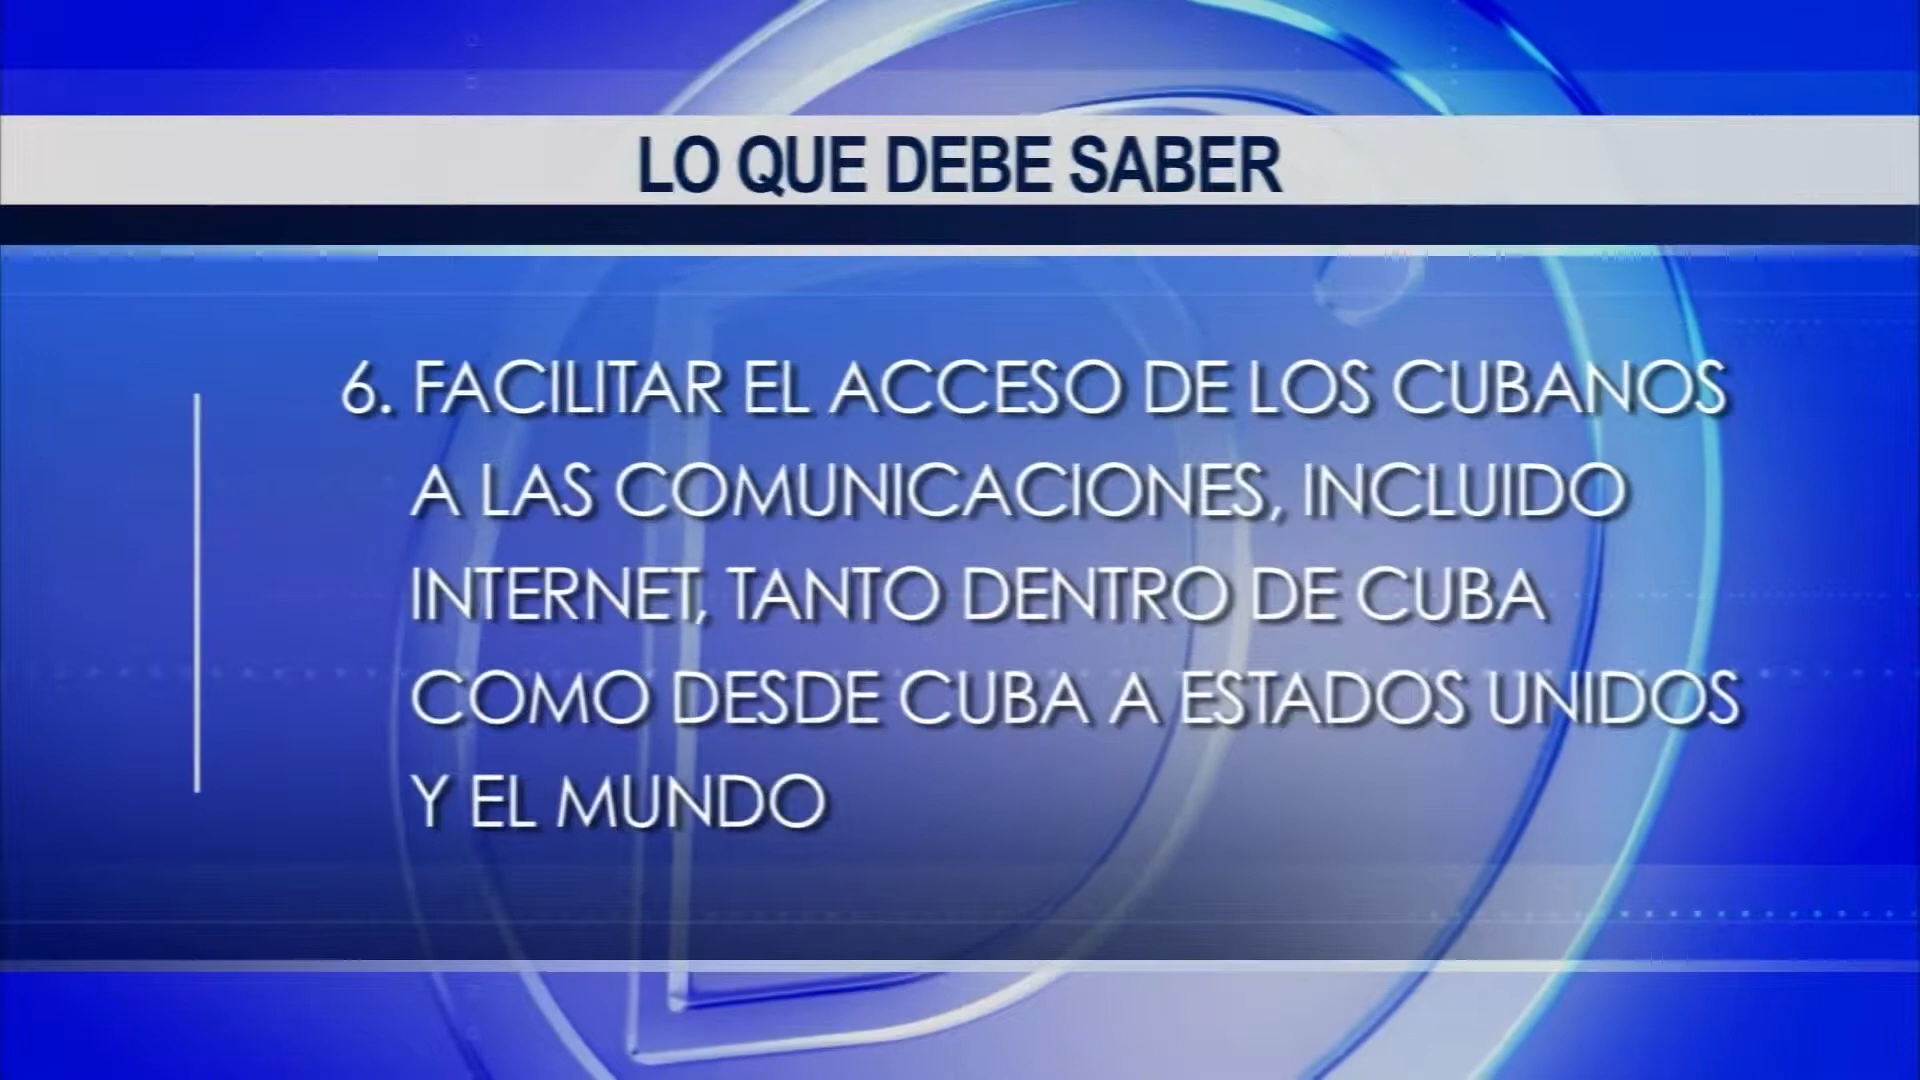 LO QUE DEBE SABER
6. FACILITAR EL ACCESO DE LOS CUBANOS
A LAS COMUNICACIONES, INCLUIDO
INTERNET, TANTO DENTRO DE CUBA
COMO DESDE CUBA A ESTADOS UNIDOS
Y EL MUNDO